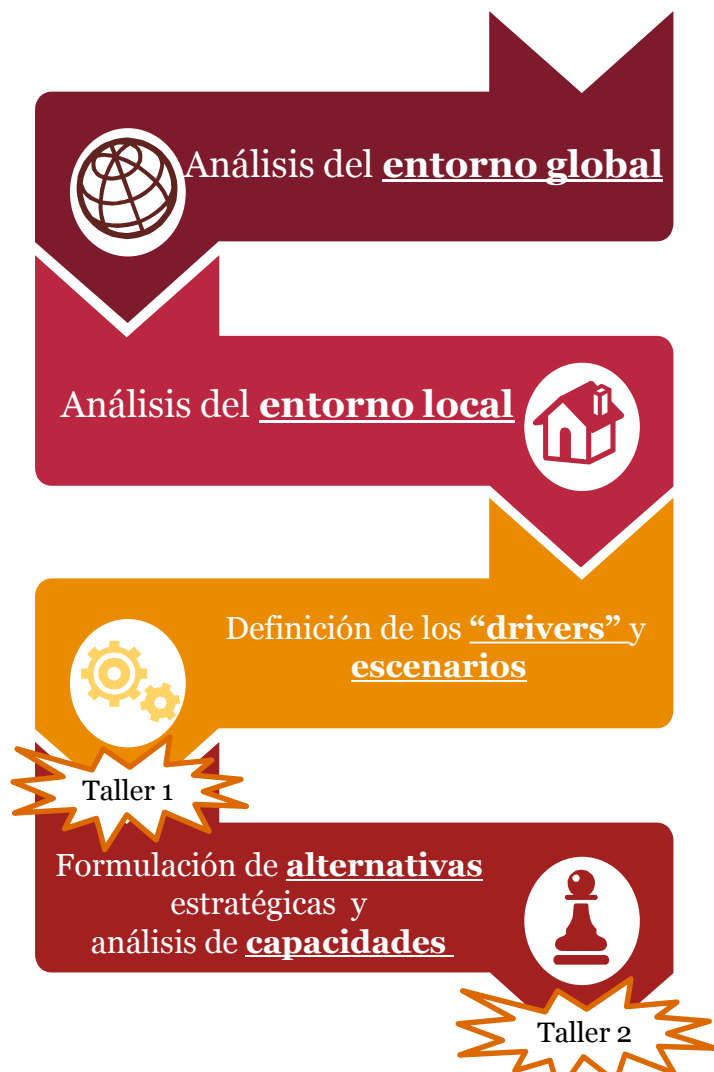 Análisis del entorno global
Análisis del entorno local
Definición de los “drivers” y
escenarios
Taller 1
Formulación de alternativas
estratégicas y
análisis de capacidades
Taller 2